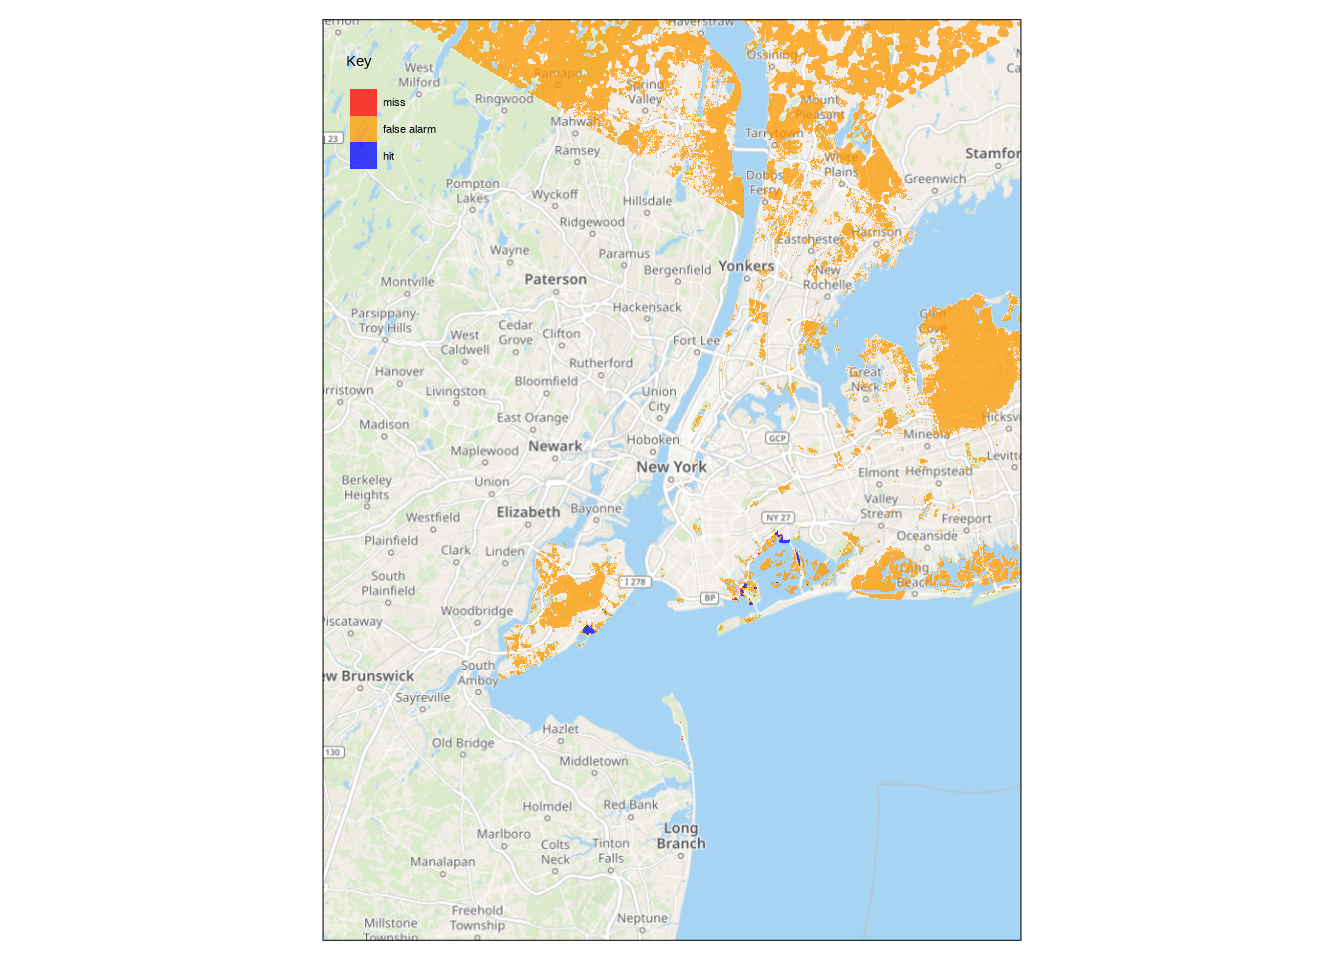 Haverstraw
Ossining
Key
West
Milford
miss
false alarm
hit
Ramapo
Ringwood
Spring
Valley
Mount
Pleasant
Mahwah
Tarrytown
23
Ramsey
White
Plains
Stamfor
Pompton
Lakes
Wyckoff
Hillsdale
Dobbs
Ferry
Greenwich
Ridgewood
Eastchester
Harrison
Wayne
Paramus
Bergenfield
Yonkers
New
Rochelle
Montville
Paterson
Hackensack
Parsippany-
Troy Hills
West
Caldwell
Cedar
Grove
Clifton
Fort Lee
Glen
Cove
Rutherford
Hanover
Great
Neck
rristown
Livingston
Bloomfield
Union
City
Madison
East Orange
Hicksv
Maplewood
Newark
Hoboken
GCP
Mineola
Levitt
Berkeley
Heights
Union
New York
Elmont
Hempstead
Westfield
Elizabeth
Bayonne
NY 27
Valley
Stream
Freeport
Plainfield
Clark
Linden
Oceanside
South
Plainfield
I 278
BP
Long
Beach
Woodbridge
Piscataway
ew Brunswick
South
Amboy
Sayreville
130
Old Bridge
Hazlet
Middletown
Holmdel
Red Bank
Marlboro
Colts
Neck
Tinton
Falls
Long
Branch
Manalapan
Millstone
Township
Freehold
Township
Neptune